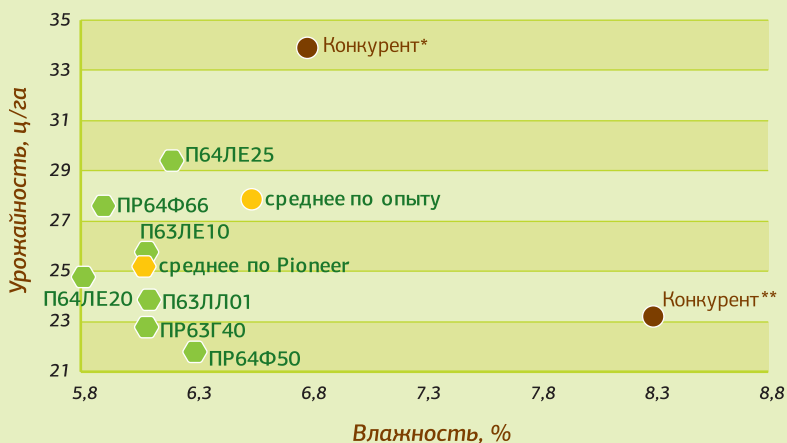 Урожайность, ц/га
35
33
31
29
27
25
23
21
Конкурент*
П64ЛЕ25
ПР64Ф66
среднее по опыту
П63ЛЕ10
среднее по Pioneer
П64ЛЕ20
П63ЛЛ01
Конкурент**
ПР63Г40
ПР64Ф50
5,8
6,3
6,8
7,3
7,8
8,3
8,8
Влажность, %